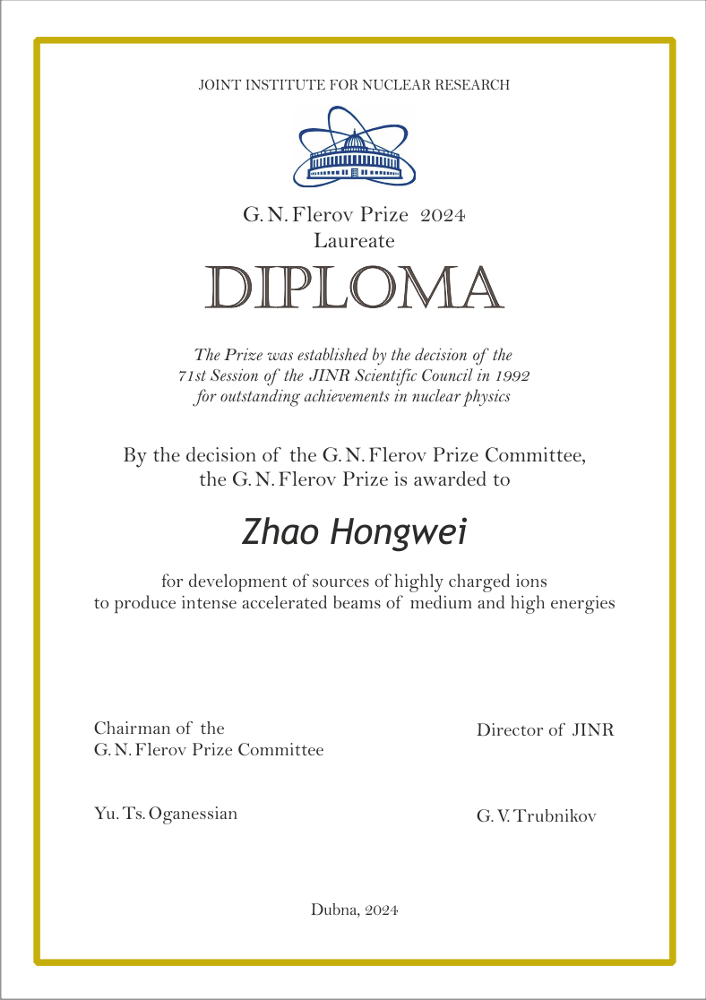 JOINT INSTITUTE FOR NUCLEAR RESEARCH
G. N. Flerov Prize 2024
Laureate
DIPLOMA
The Prize was established by the decision of the
71st Session of the JINR Scientific Council in 1992
for outstanding achievements in nuclear physics
By the decision of the G. N. Flerov Prize Committee,
the G. N. Flerov Prize is awarded to
Zhao Hongwei
for development of sources of highly charged ions
to produce intense accelerated beams of medium and high energies
Chairman of the
G. N. Flerov Prize Committee
Director of JINR
Yu. Ts. Oganessian
G. V. Trubnikov
Dubna, 2024